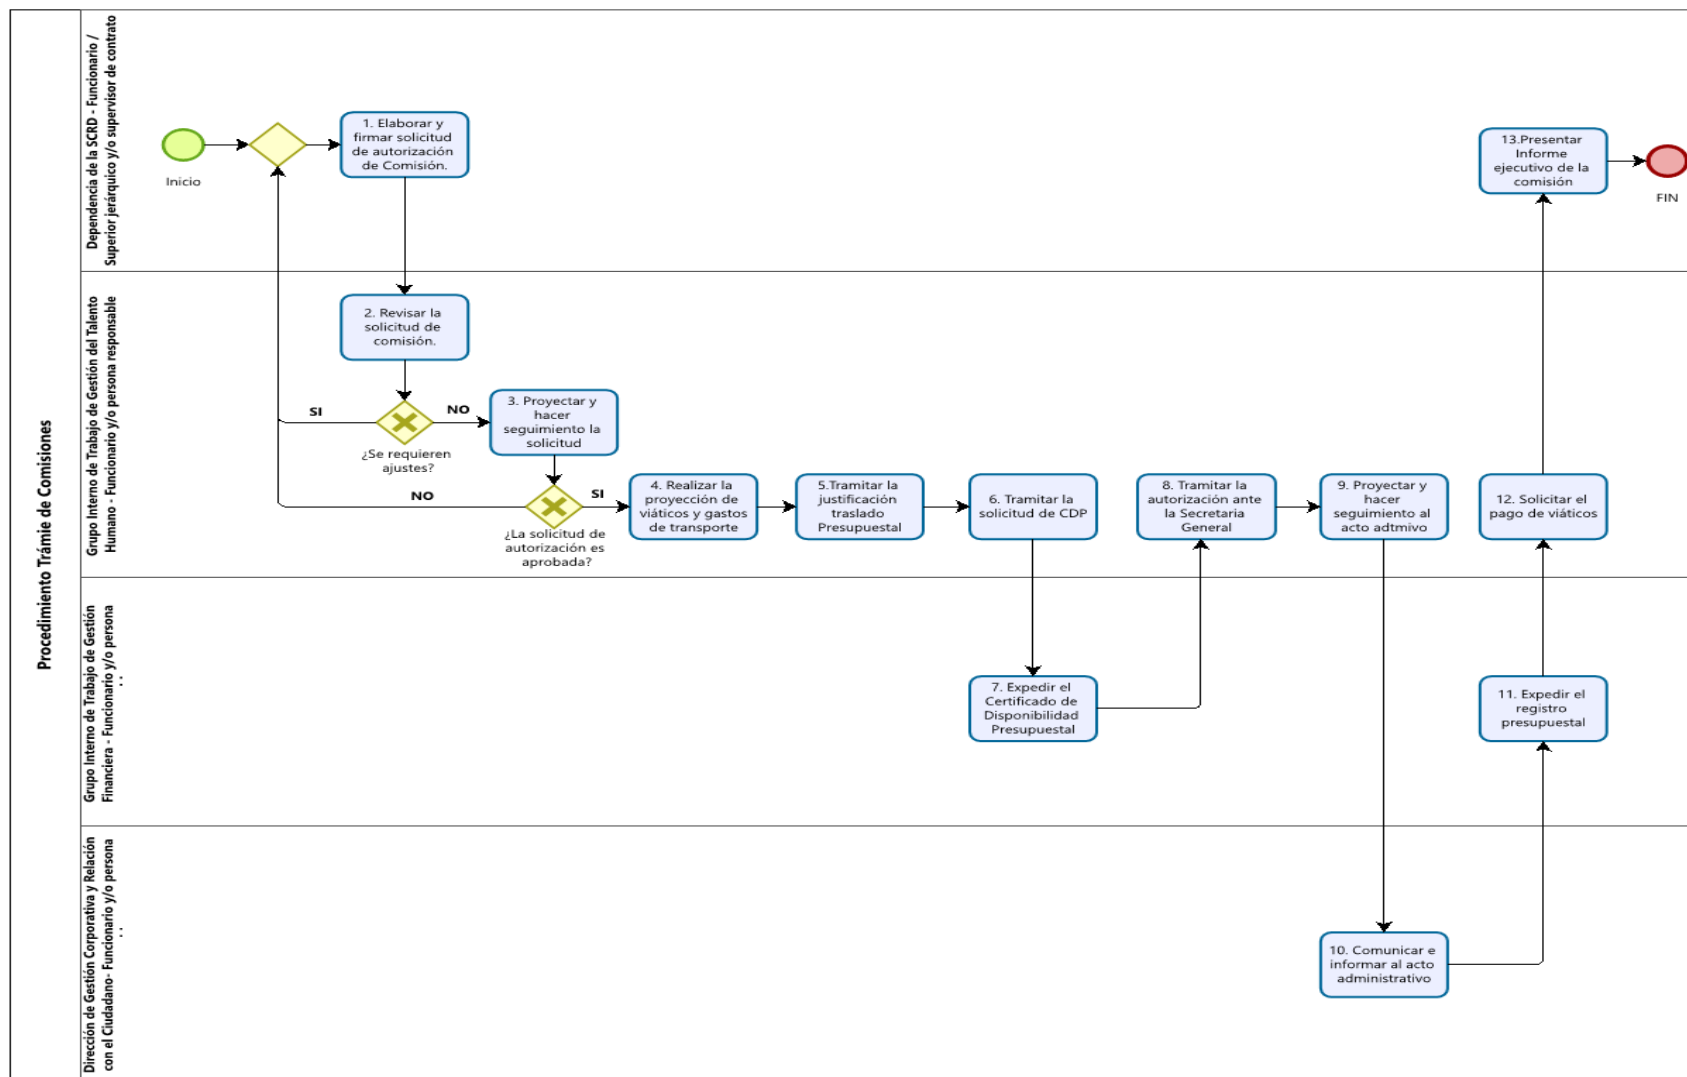 Procedimiento Trámie de Comisiones
Dependencia de la SCRD - Funcionario /
Superior jerárquico y/o supervisor de contrato
Inicio
1. Elaborar y
firmar solicitud
de autorización
de Comisión.
13.Presentar
Informe
ejecutivo de la
comisión
FIN
Grupo Interno de Trabajo de Gestión del Talento
Humano - Funcionario y/o persona responsable
2. Revisar la
solicitud de
comisión.
SI
NO
¿Se requieren
ajustes?
3. Proyectar y
hacer
seguimiento la
solicitud
NO
SI
¿La solicitud de
autorización es
aprobada?
4. Realizar la
proyección de
viáticos y gastos
de transporte
5.Tramitar la
justificación
traslado
Presupuestal
6. Tramitar la
solicitud de CDP
8. Tramitar la
autorización ante
la Secretaria
General
9. Proyectar y
hacer
seguimiento al
acto adtmivo
12. Solicitar el
pago de viáticos
Grupo Interno de Trabajo de Gestión
Financiera - Funcionario y/o persona
7. Expedir el
Certificado de
Disponibilidad
Presupuestal
11. Expedir el
registro
presupuestal
Dirección de Gestión Corporativa y Relación
con el Ciudadano- Funcionario y/o persona
10. Comunicar e
informar al acto
administrativo